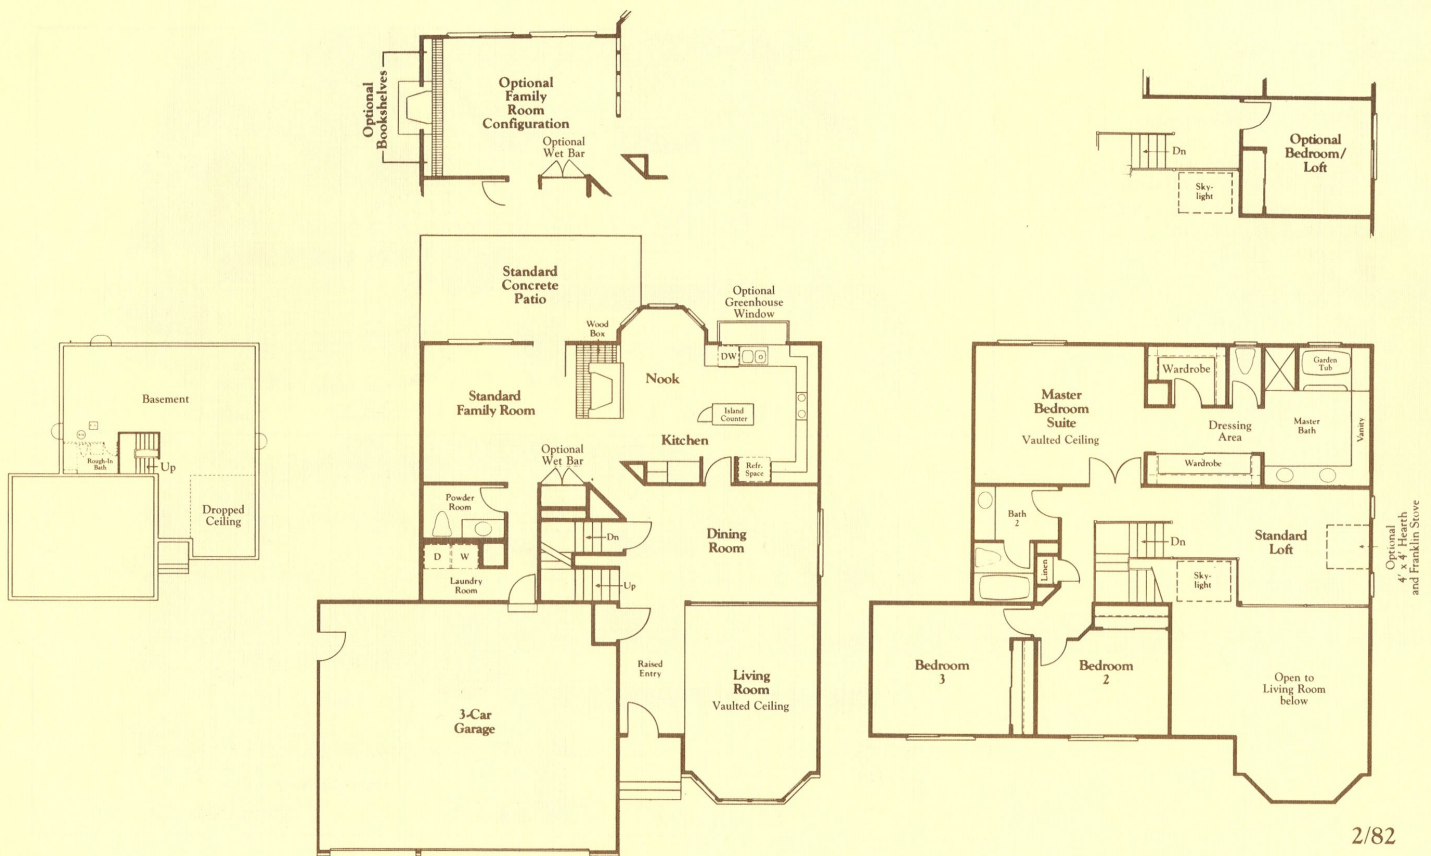 Optional
Bookshelves
Optional
Family
Room
Configuration
Optional
Wet Bar
Optional
Bedroom/
Loft
Dn
Sky-
light
Standard
Concrete
Patio
Optional
Greenhouse
Window
Wood
Box
DW
Nook
Standard
Family Room
Island
Counter
Kitchen
Optional
Wet Bar
Refr.
Space
Powder
Room
Dn
Dining
Room
D
W
Laundry
Room
Up
Raised
Entry
Living
Room
Vaulted Ceiling
3-Car
Garage
Basement
Rough-In
Bath
Up
Dropped
Ceiling
Master
Bedroom
Suite
Vaulted Ceiling
Wardrobe
Garden
Tub
Dressing
Area
Master
Bath
Vanity
Wardrobe
Bath
2
Dn
Standard
Loft
Optional
4' x 4' Hearth
and Franklin Stove
Linen
Sky-
light
Bedroom
3
Bedroom
2
Open to
Living Room
below
2/82